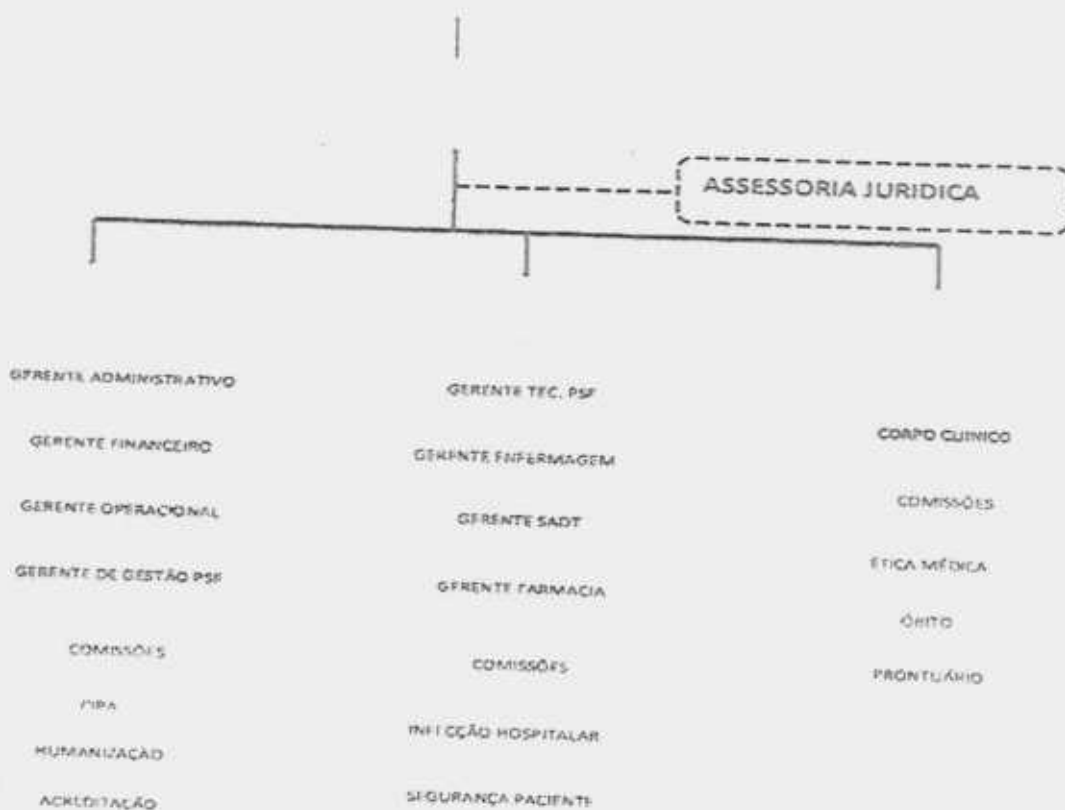 ASSESSORIA JURIDICA
GERENTE ADMINISTRATIVO
GERENTE FINANCEIRO
GERENTE OPERACIONAL
GERENTE DE GESTÃO PSF
COMISSÕES
CIPA
HUMANIZAÇÃO
ACREDITAÇÃO
GERENTE TEC. PSF
GERENTE ENFERMAGEM
GERENTE SADT
GERENTE FARMACIA
COMISSÕES
INFECÇÃO HOSPITALAR
SEGURANÇA PACIENTE
CORPO CLINICO
COMISSÕES
ÉTICA MÉDICA
ÓBITO
PRONTUÁRIO